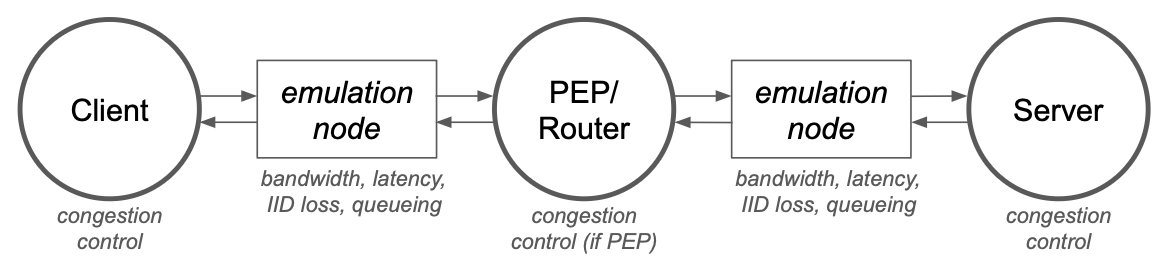 Client
emulation
node
PEP/
Router
emulation
node
Server
bandwidth, latency,
IID loss, queueing
bandwidth, latency,
IID loss, queueing
congestion
control
congestion
control (if PEP)
congestion
control